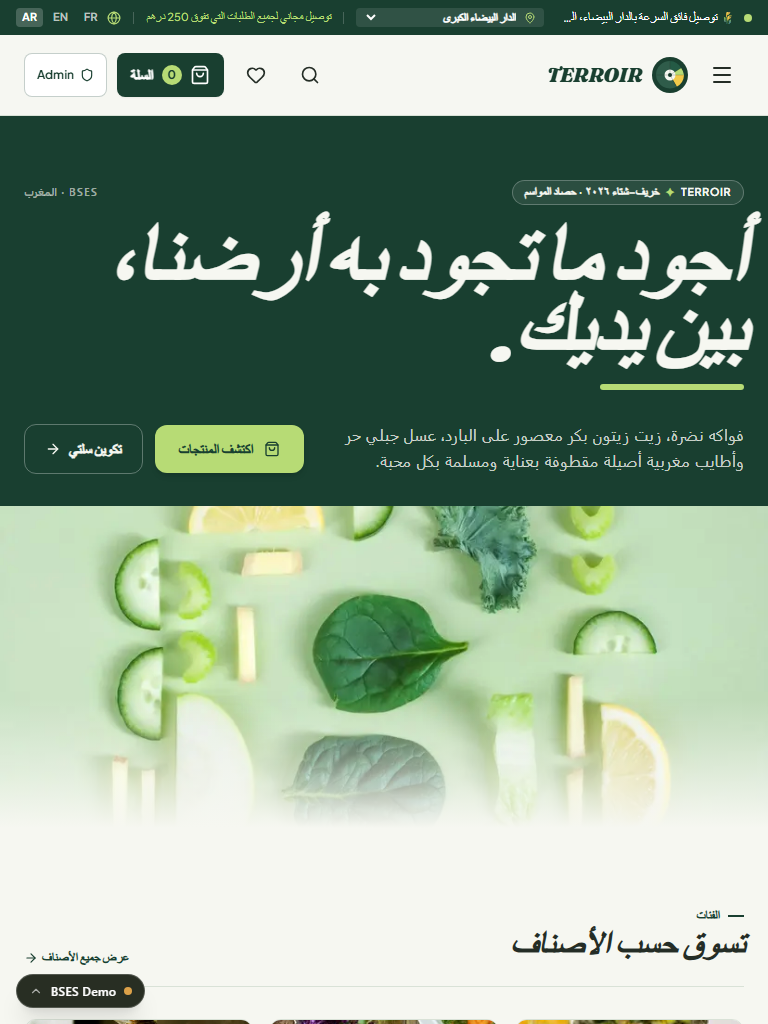 توصيل فائق السرعة بالدار البيضاء، الـ...
الدار البيضاء الكبرى
توصيل مجاني لجميع الطلبات التي تفوق 250 درهم
FR EN AR
TERROIR
السلة 0
Admin
TERROIR ✦ خريف–شتاء ٢٠٢٦ · حصاد المواسم
BSES · المغرب
أجود ما تجود به أرضنا،
بين يديك.
فواكه نضرة، زيت زيتون بكر معصور على البارد، عسل جبلي حر
وأطايب مغربية أصيلة مقطوفة بعناية ومسلمة بكل محبة.
اكتشف المنتجات
تكوين سلتي
الفئات
تسوق حسب الأصناف
عرض جميع الأصناف
BSES Demo